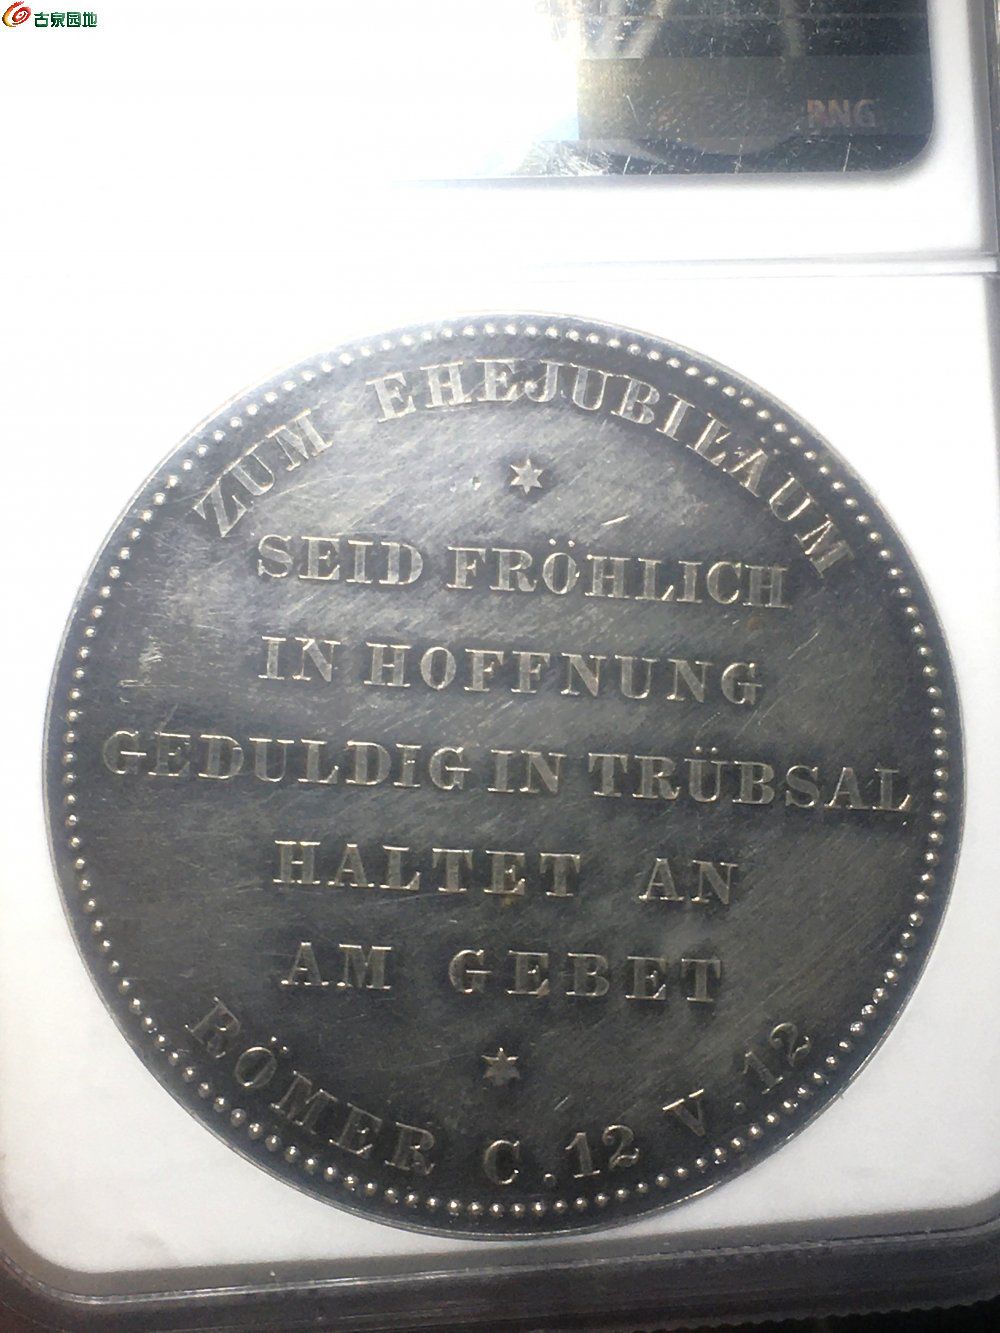 古泉园地
RNG
ZUM EHEJUBILÄUM
SEID FRÖHLICH
IN HOFFNUNG
GEDULDIG IN TRÜBSAL
HALTET AN
AM GEBET
RÖMER C. 12 V. 12